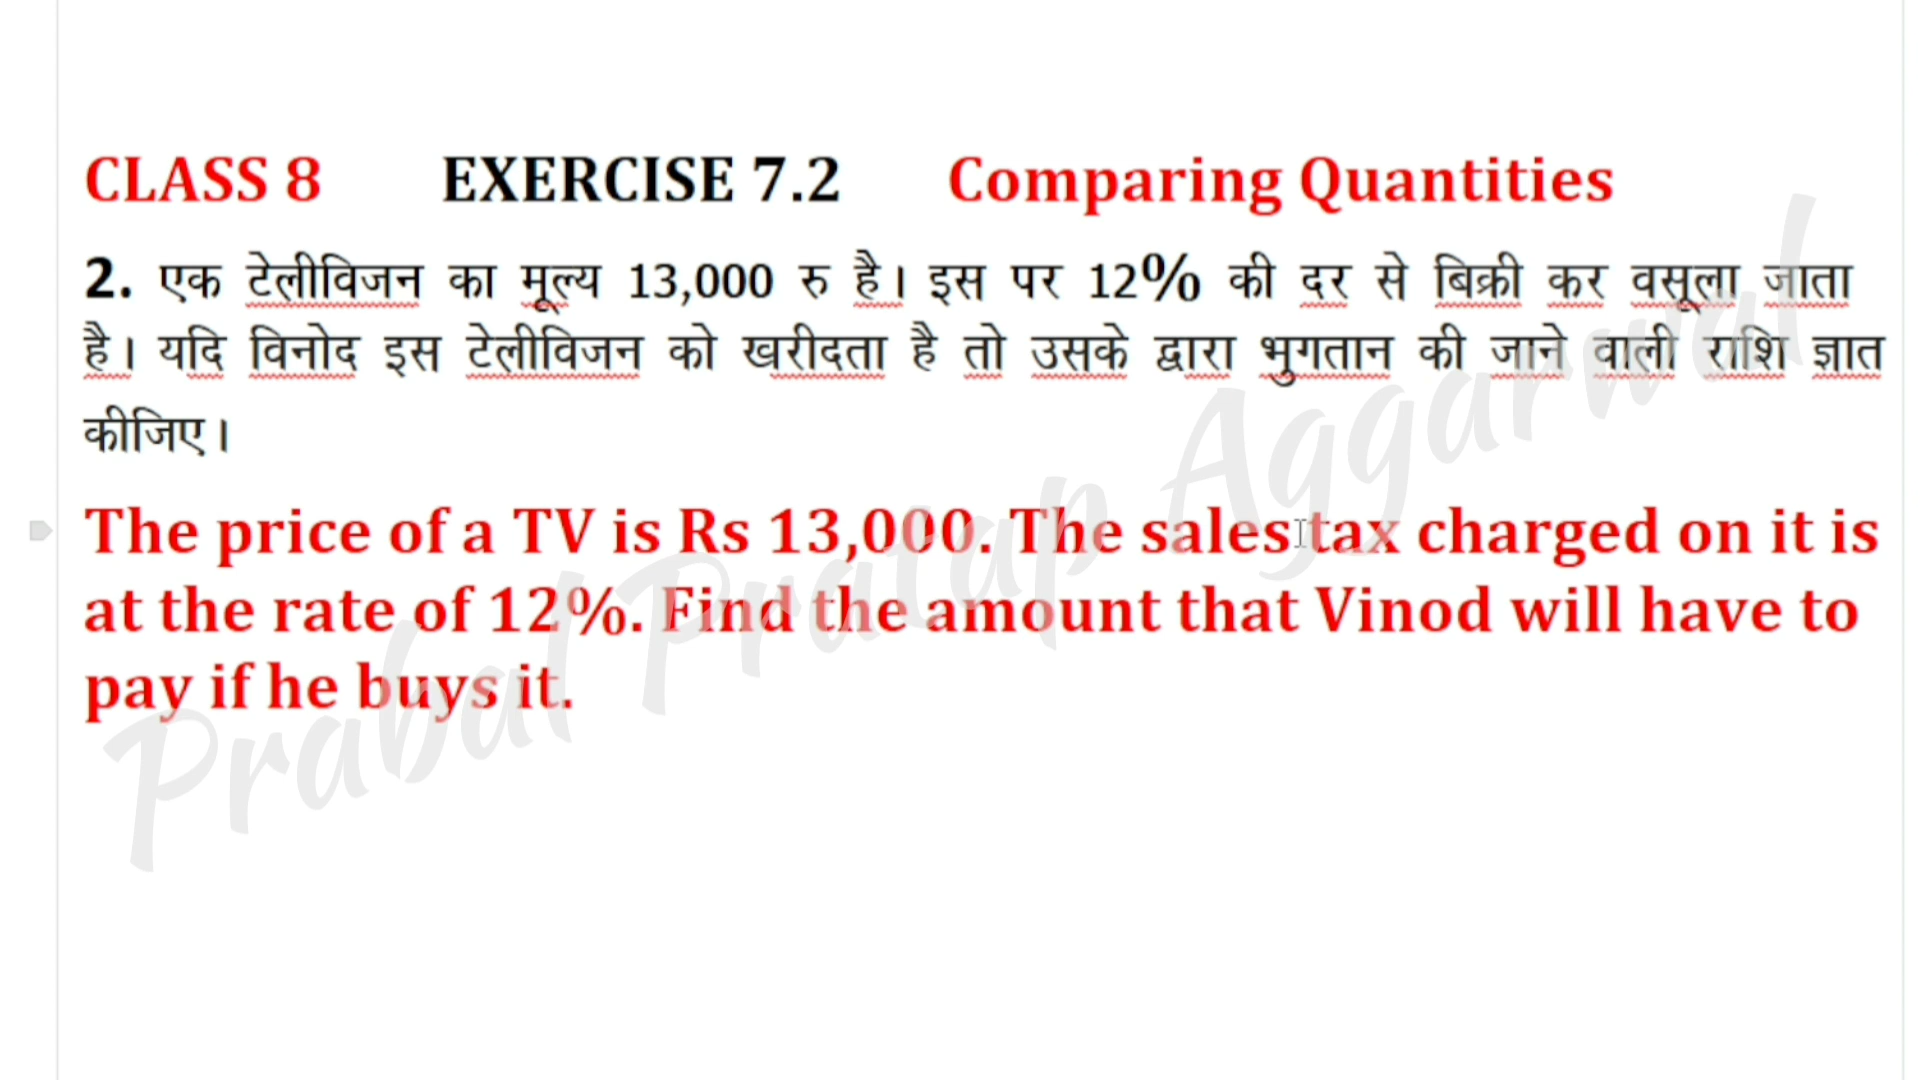 CLASS 8 EXERCISE 7.2 Comparing Quantities
2. एक टेलीविजन का मूल्य 13,000 रु है। इस पर 12% की दर से बिक्री कर वसूला जाता
है। यदि विनोद इस टेलीविजन को खरीदता है तो उसके द्वारा भुगतान की जाने वाली राशि ज्ञात
कीजिए।
The price of a TV is Rs 13,000. The sales tax charged on it is
at the rate of 12%. Find the amount that Vinod will have to
pay if he buys it.
Prabal Pratap Aggarwal